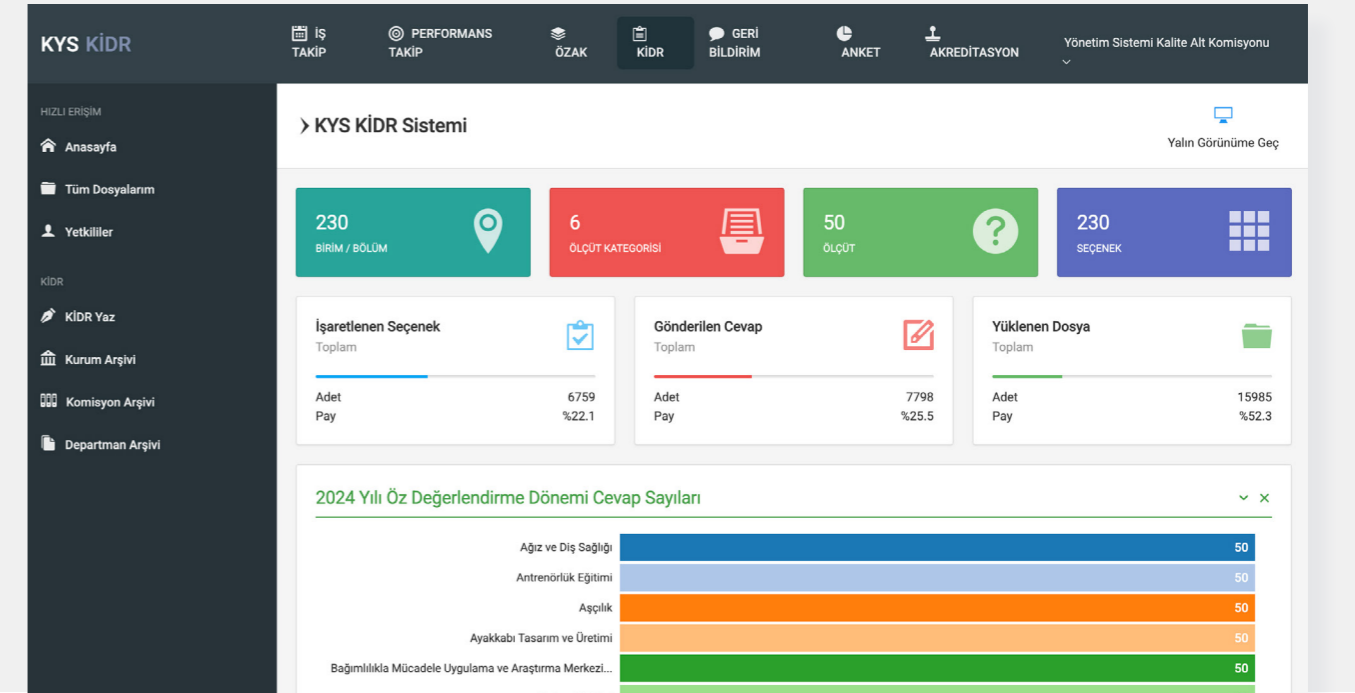 KYS KİDR
İŞ
TAKİP
PERFORMANS
TAKİP
ÖZAK
KİDR
GERİ
BİLDİRİM
ANKET
AKREDİTASYON
Yönetim Sistemi Kalite Alt Komisyonu
HIZLI ERİŞİM
Anasayfa
Tüm Dosyalarım
Yetkililer
KİDR
KİDR Yaz
Kurum Arşivi
Komisyon Arşivi
Departman Arşivi
KYS KİDR Sistemi
Yalın Görünüme Geç
230
BİRİM / BÖLÜM
6
ÖLÇÜT KATEGORİSİ
50
ÖLÇÜT
230
SEÇENEK
İşaretlenen Seçenek
Toplam
Adet 6759
Pay %22.1
Gönderilen Cevap
Toplam
Adet 7798
Pay %25.5
Yüklenen Dosya
Toplam
Adet 15985
Pay %52.3
2024 Yılı Öz Değerlendirme Dönemi Cevap Sayıları
Ağız ve Diş Sağlığı 50
Antrenörlük Eğitimi 50
Aşçılık 50
Ayakkabı Tasarım ve Üretimi 50
Bağımlılıkla Mücadele Uygulama ve Araştırma Merkezi... 50